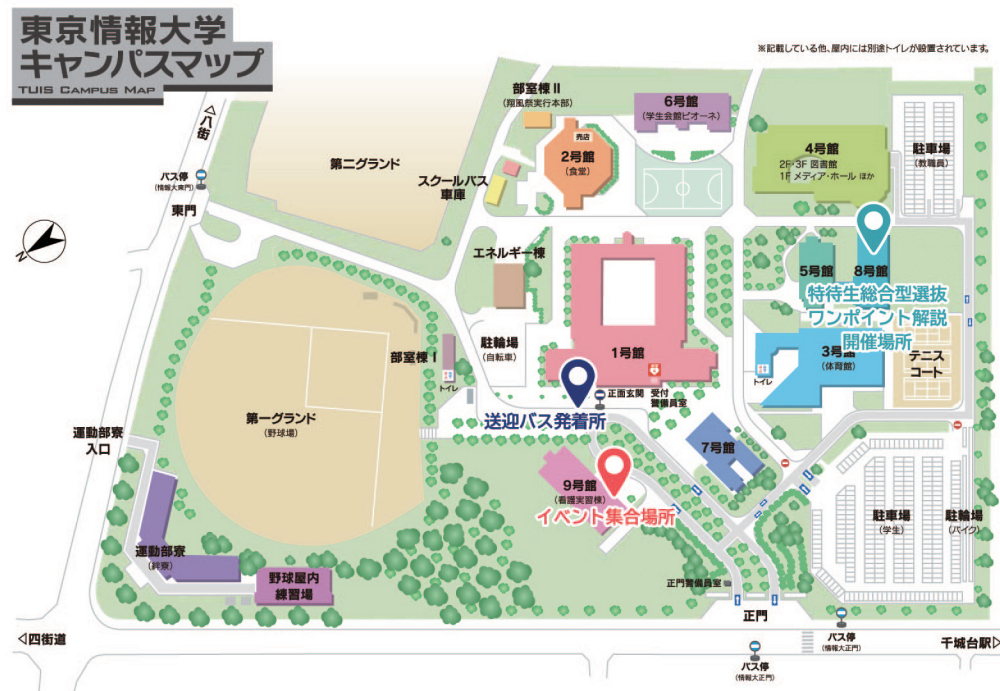 東京情報大学
キャンパスマップ
TUIS CAMPUS MAP
※記載している他、屋内には別途トイレが設置されています。
◁八街
バス停
(情報大東門)
東門
第二グランド
部室棟Ⅱ
(翔風祭実行本部)
スクールバス
車庫
売店
2号館
(食堂)
6号館
(学生会館ピオーネ)
4号館
2F・3F 図書館
1F メディア・ホール ほか
駐車場
(教職員)
N
エネルギー棟
駐輪場
(自転車)
部室棟Ⅰ
トイレ
1号館
正面玄関
受付
警備員室
5号館
8号館
特待生総合型選抜
ワンポイント解説
開催場所
3号館
(体育館)
トイレ
テニス
コート
送迎バス発着所
第一グランド
(野球場)
運動部寮
入口
7号館
9号館
(看護実習棟)
イベント集合場所
駐車場
(学生)
駐輪場
(バイク)
運動部寮
(絆寮)
野球屋内
練習場
正門警備員室
正門
◁四街道
バス停
(情報大正門)
バス停
(情報大正門)
千城台駅▷